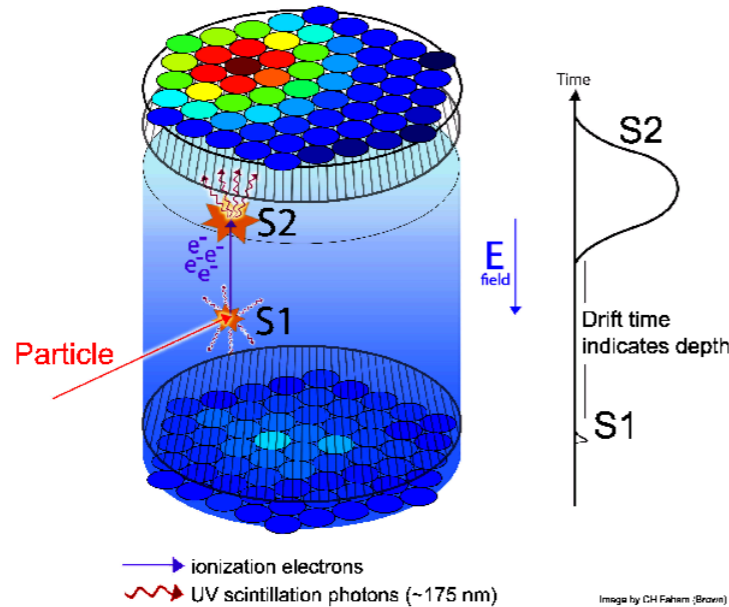 Time
S2
S2
e-
e-e-
e-e-
E
field
S1
Drift time
indicates depth
Particle
S1
ionization electrons
UV scintillation photons (~175 nm)
Image by CH Faham (Brown)